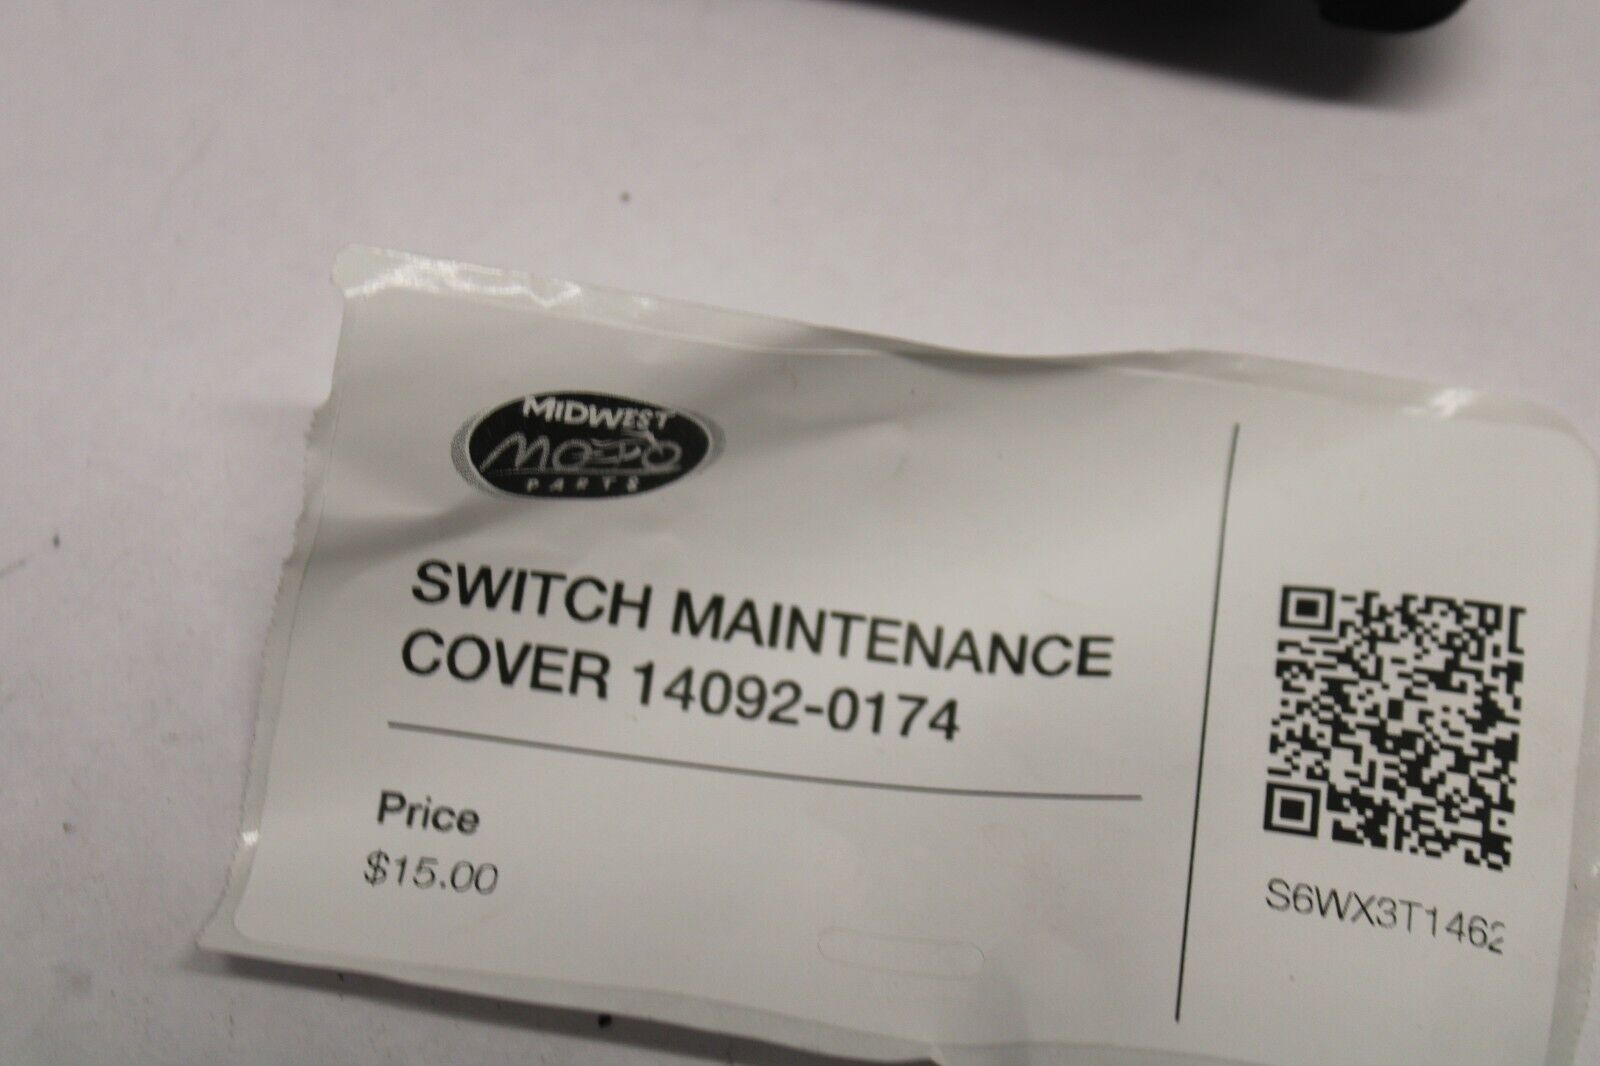 MIDWEST
MOTO
PARTS
SWITCH MAINTENANCE
COVER 14092-0174
Price
$15.00
S6WX3T1462